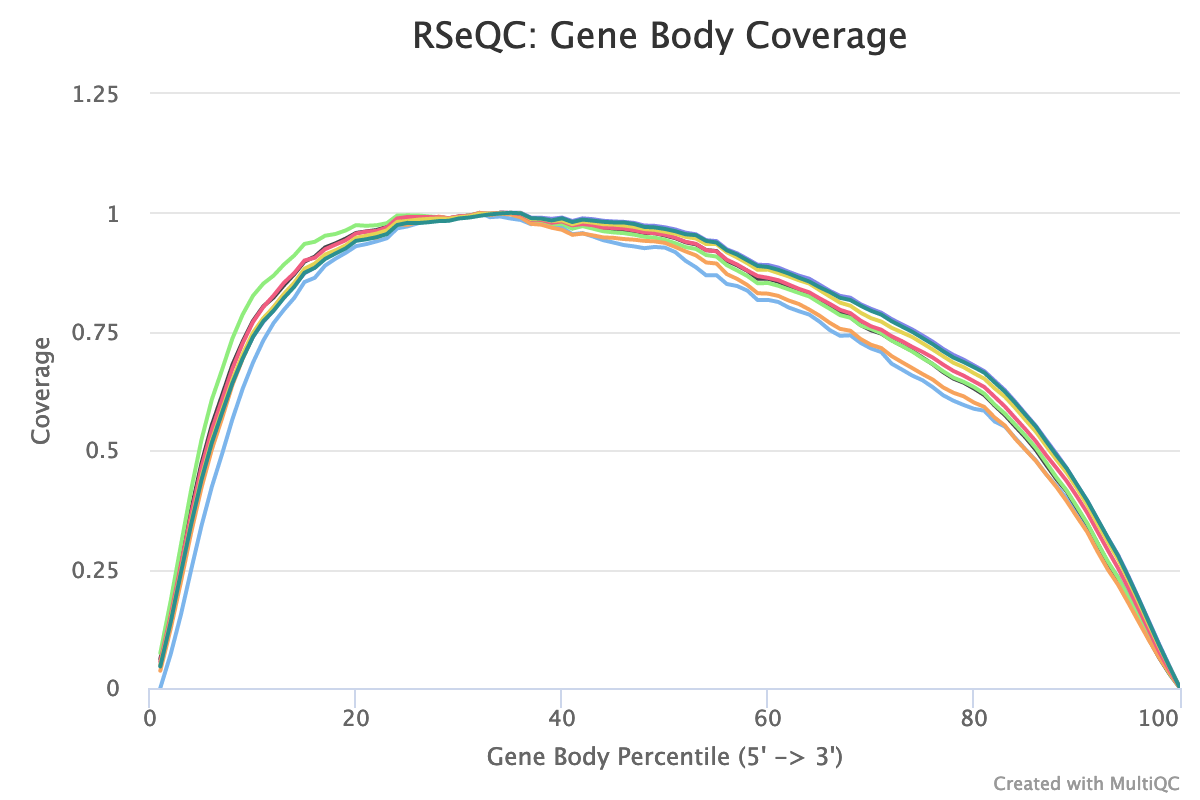 RSeQC: Gene Body Coverage
1.25
1
0.75
0.5
0.25
0
Coverage
0 20 40 60 80 100
Gene Body Percentile (5' -> 3')
Created with MultiQC